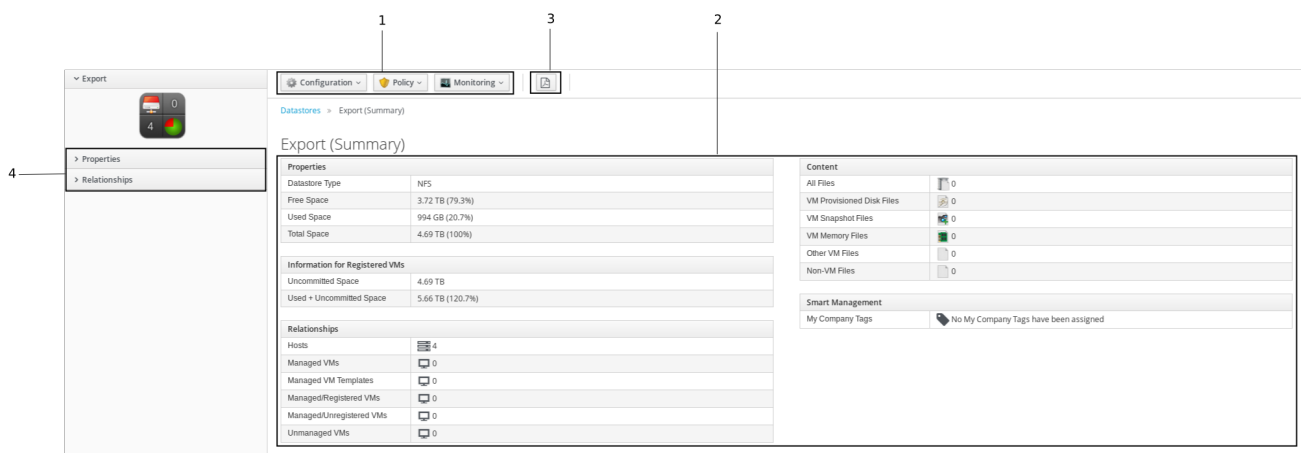 1
3
2
Export
Configuration
Policy
Monitoring
0
4
Datastores » Export (Summary)
Export (Summary)
4
Properties
Relationships
Properties
Datastore Type NFS
Free Space 3.72 TB (79.3%)
Used Space 994 GB (20.7%)
Total Space 4.69 TB (100%)
Information for Registered VMs
Uncommitted Space 4.69 TB
Used + Uncommitted Space 5.66 TB (120.7%)
Relationships
Hosts 4
Managed VMs 0
Managed VM Templates 0
Managed/Registered VMs 0
Managed/Unregistered VMs 0
Unmanaged VMs 0
Content
All Files 0
VM Provisioned Disk Files 0
VM Snapshot Files 0
VM Memory Files 0
Other VM Files 0
Non-VM Files 0
Smart Management
My Company Tags No My Company Tags have been assigned